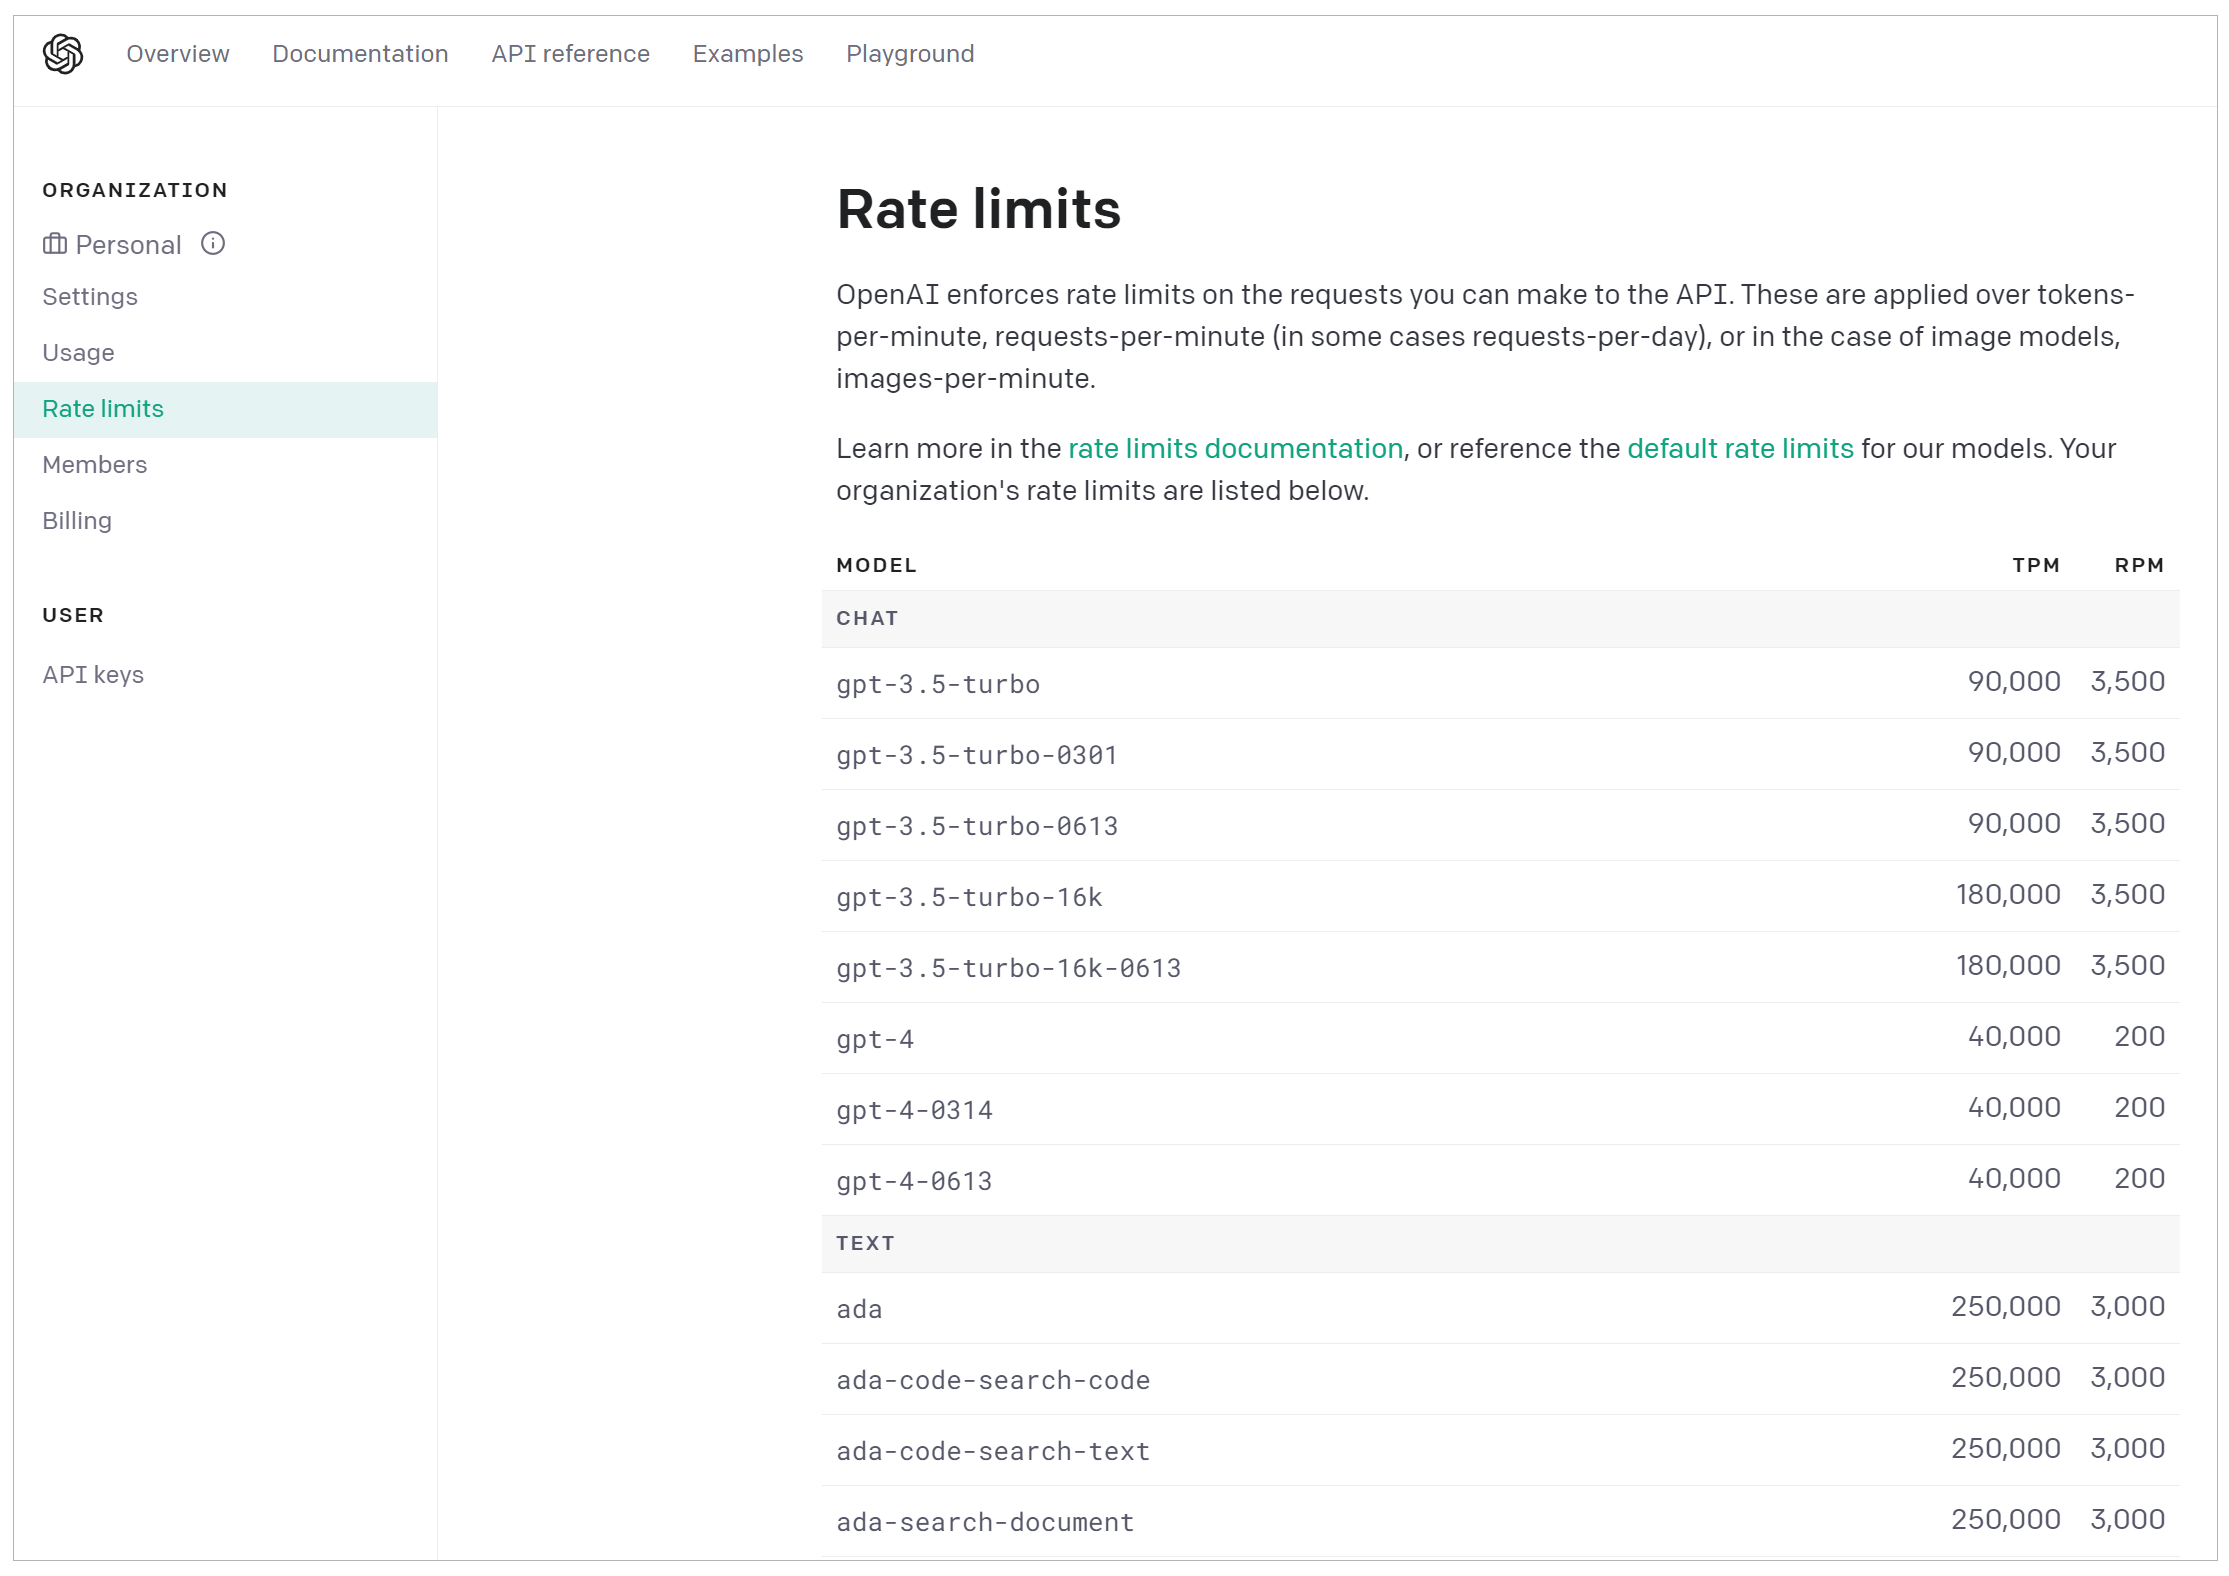 Overview Documentation API reference Examples Playground
ORGANIZATION
Personal
Settings
Usage
Rate limits
Members
Billing
USER
API keys
Rate limits
OpenAI enforces rate limits on the requests you can make to the API. These are applied over tokens-
per-minute, requests-per-minute (in some cases requests-per-day), or in the case of image models,
images-per-minute.
Learn more in the rate limits documentation, or reference the default rate limits for our models. Your
organization's rate limits are listed below.
MODEL TPM RPM
CHAT
gpt-3.5-turbo 90,000 3,500
gpt-3.5-turbo-0301 90,000 3,500
gpt-3.5-turbo-0613 90,000 3,500
gpt-3.5-turbo-16k 180,000 3,500
gpt-3.5-turbo-16k-0613 180,000 3,500
gpt-4 40,000 200
gpt-4-0314 40,000 200
gpt-4-0613 40,000 200
TEXT
ada 250,000 3,000
ada-code-search-code 250,000 3,000
ada-code-search-text 250,000 3,000
ada-search-document 250,000 3,000